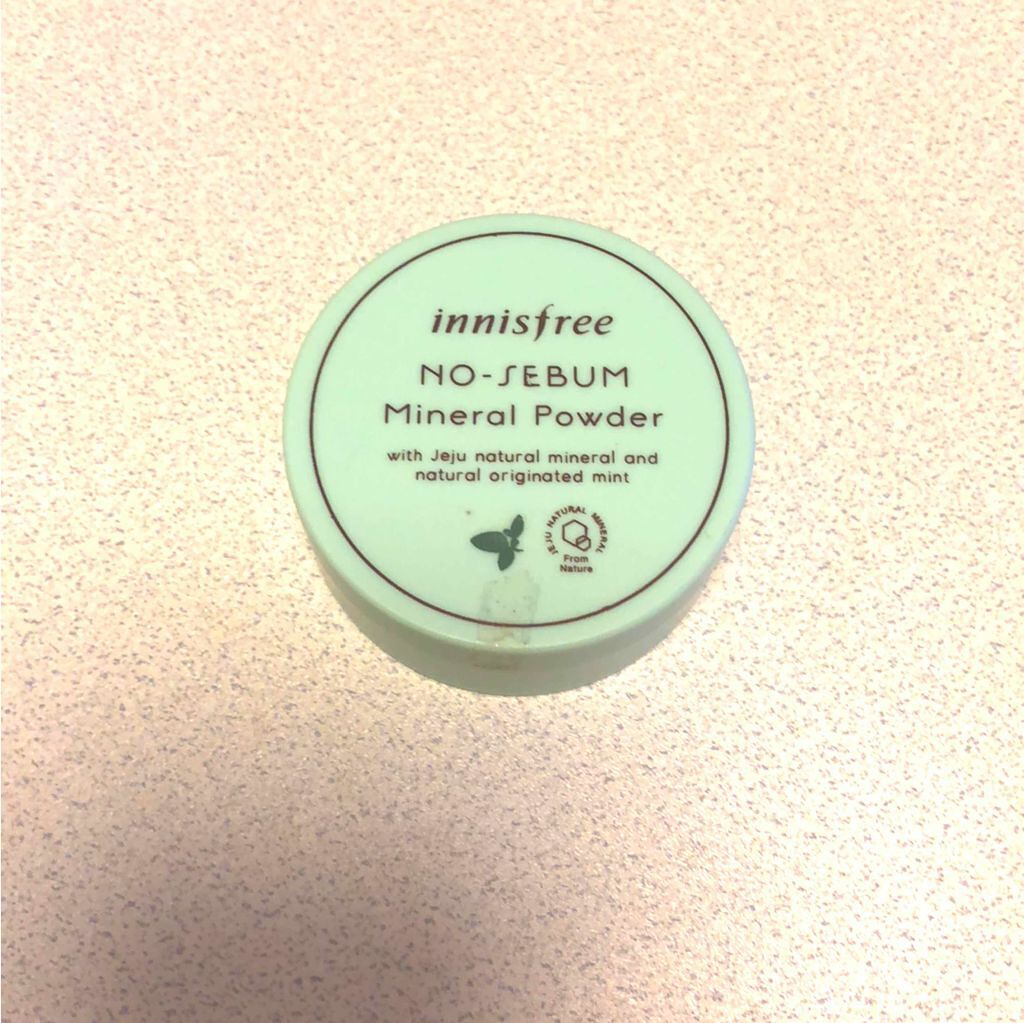 innisfree
NO-SEBUM
Mineral Powder
with Jeju natural mineral and
natural originated mint
JEJU NATURAL MINERAL
From
Nature